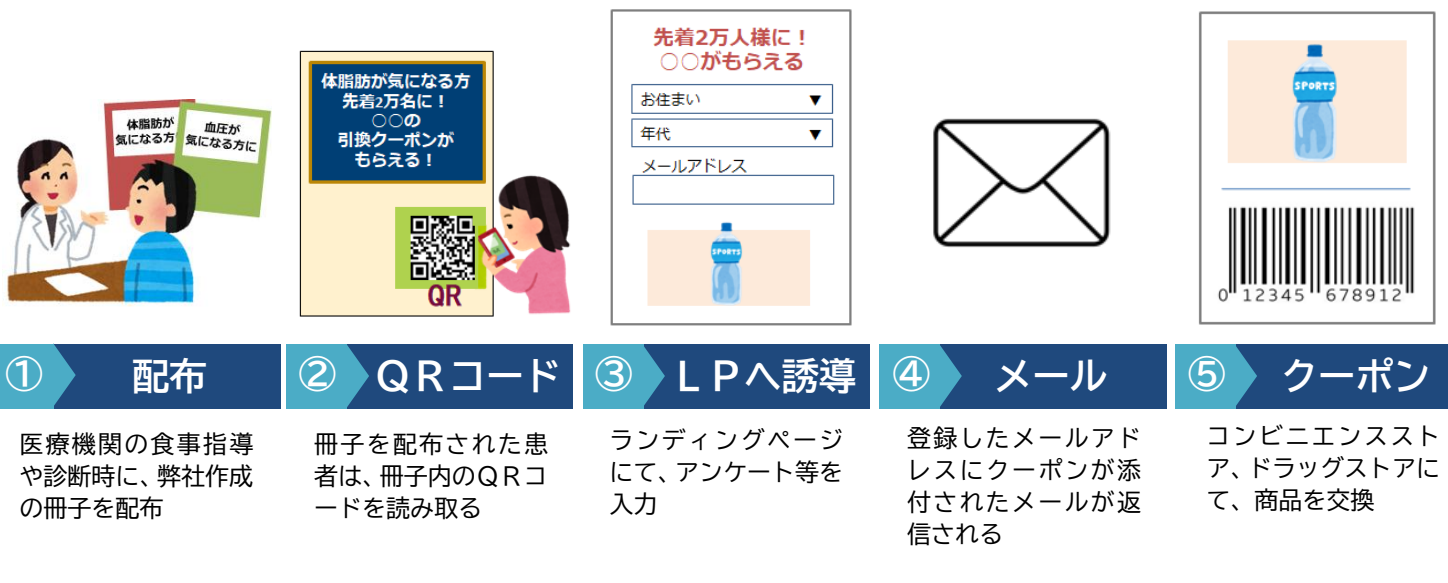 体脂肪が
気になる方に
血圧が
気になる方に
体脂肪が気になる方
先着2万名に！
○○の
引換クーポンが
もらえる！
QR
先着2万人様に！
○○がもらえる
お住まい ▼
年代 ▼
メールアドレス
SPORTS
SPORTS
0 12345 678912
① 配布
② ＱＲコード
③ ＬＰへ誘導
④ メール
⑤ クーポン
医療機関の食事指導
や診断時に、弊社作成
の冊子を配布
冊子を配布された患
者は、冊子内のＱＲコ
ードを読み取る
ランディングページ
にて、アンケート等を
入力
登録したメールアド
レスにクーポンが添
付されたメールが返
信される
コンビニエンススト
ア、ドラッグストアに
て、商品を交換